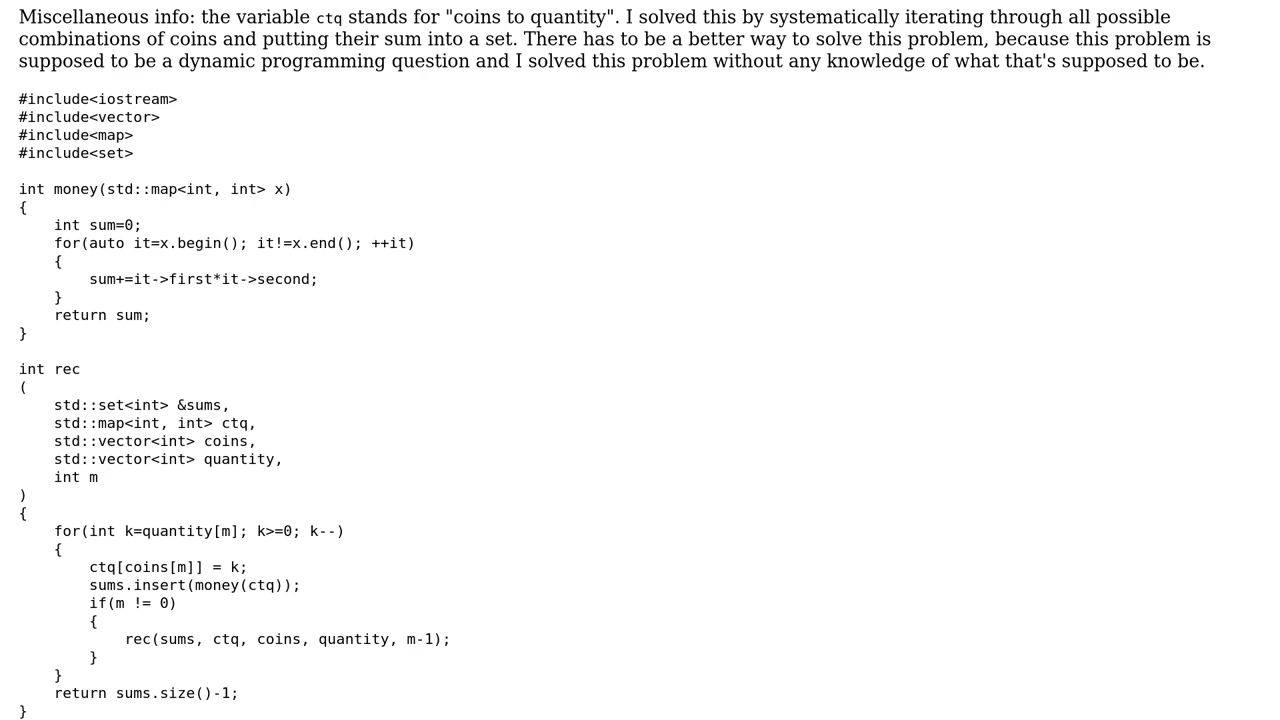 Miscellaneous info: the variable ctq stands for "coins to quantity". I solved this by systematically iterating through all possible
combinations of coins and putting their sum into a set. There has to be a better way to solve this problem, because this problem is
supposed to be a dynamic programming question and I solved this problem without any knowledge of what that's supposed to be.
#include<iostream>
#include<vector>
#include<map>
#include<set>
int money(std::map<int, int> x)
{
    int sum=0;
    for(auto it=x.begin(); it!=x.end(); ++it)
    {
        sum+=it->first*it->second;
    }
    return sum;
}
int rec
(
    std::set<int> &sums,
    std::map<int, int> ctq,
    std::vector<int> coins,
    std::vector<int> quantity,
    int m
)
{
    for(int k=quantity[m]; k>=0; k--)
    {
        ctq[coins[m]] = k;
        sums.insert(money(ctq));
        if(m != 0)
        {
            rec(sums, ctq, coins, quantity, m-1);
        }
    }
    return sums.size()-1;
}